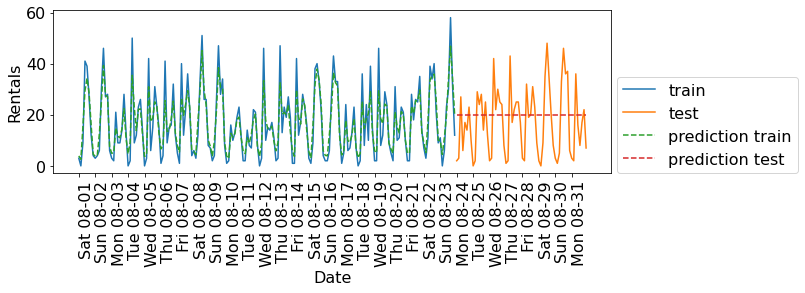 60
40
20
0
Rentals
Sat 08-01
Sun 08-02
Mon 08-03
Tue 08-04
Wed 08-05
Thu 08-06
Fri 08-07
Sat 08-08
Sun 08-09
Mon 08-10
Tue 08-11
Wed 08-12
Thu 08-13
Fri 08-14
Sat 08-15
Sun 08-16
Mon 08-17
Tue 08-18
Wed 08-19
Thu 08-20
Fri 08-21
Sat 08-22
Sun 08-23
Mon 08-24
Tue 08-25
Wed 08-26
Thu 08-27
Fri 08-28
Sat 08-29
Sun 08-30
Mon 08-31
Date
train
test
prediction train
prediction test